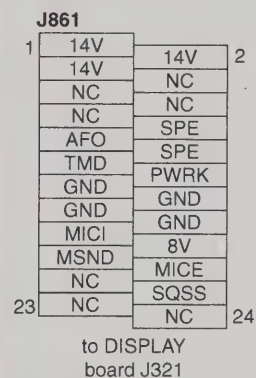 J861
1 14V
14V
NC
NC
AFO
TMD
GND
GND
MICI
MSND
NC
23 NC
14V 2
NC
NC
SPE
SPE
PWRK
GND
GND
8V
MICE
SQSS
NC 24
to DISPLAY
board J321